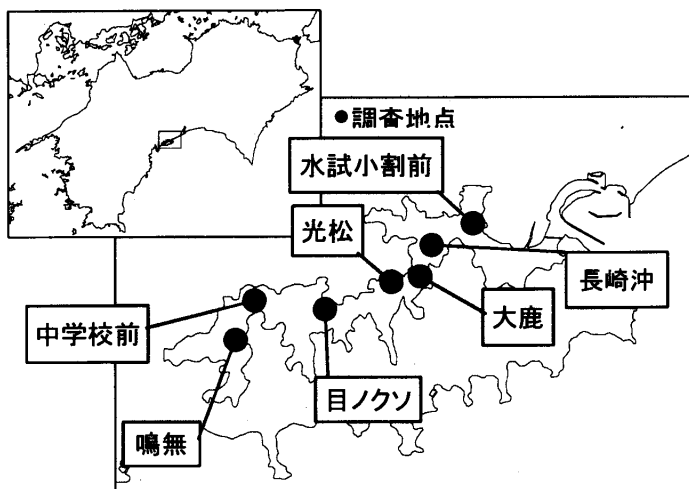 ●調査地点
水試小割前
光松
長崎沖
大鹿
中学校前
目ノクソ
鳴無